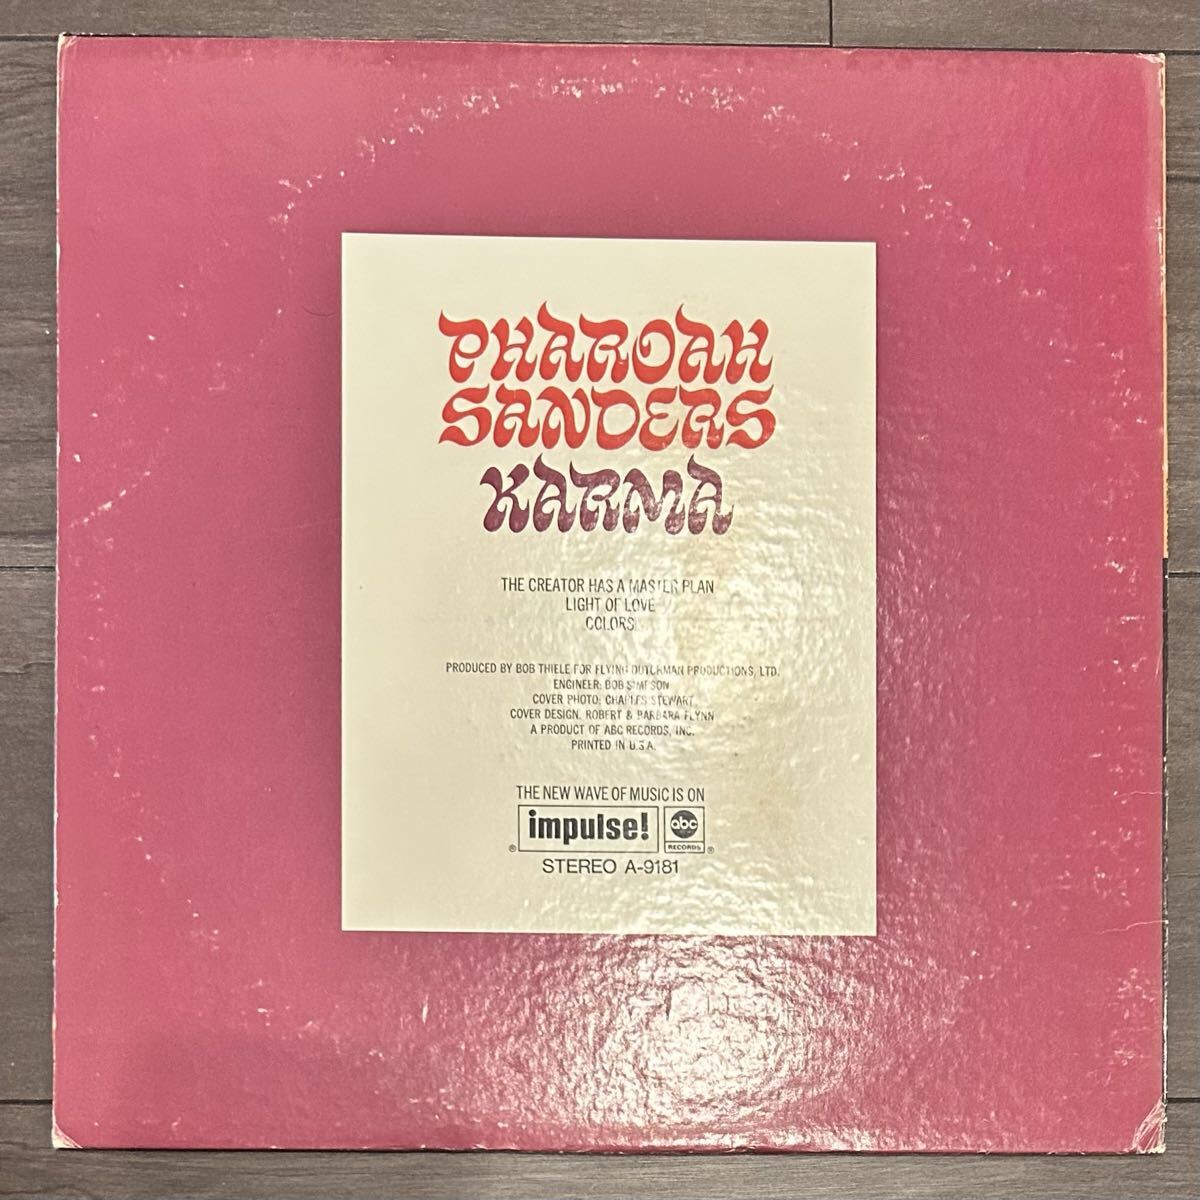 PHAROAH
SANDERS
KARMA
THE CREATOR HAS A MASTER PLAN
LIGHT OF LOVE
COLORS
PRODUCED BY BOB THIELE FOR FLYING DUTCHMAN PRODUCTIONS, LTD.
ENGINEER: BOB SIMPSON
COVER PHOTO: CHARLES STEWART
COVER DESIGN: ROBERT & BARBARA FLYNN
A PRODUCT OF ABC RECORDS, INC.
PRINTED IN U.S.A.
THE NEW WAVE OF MUSIC IS ON
® impulse! abc RECORDS ®
STEREO A-9181